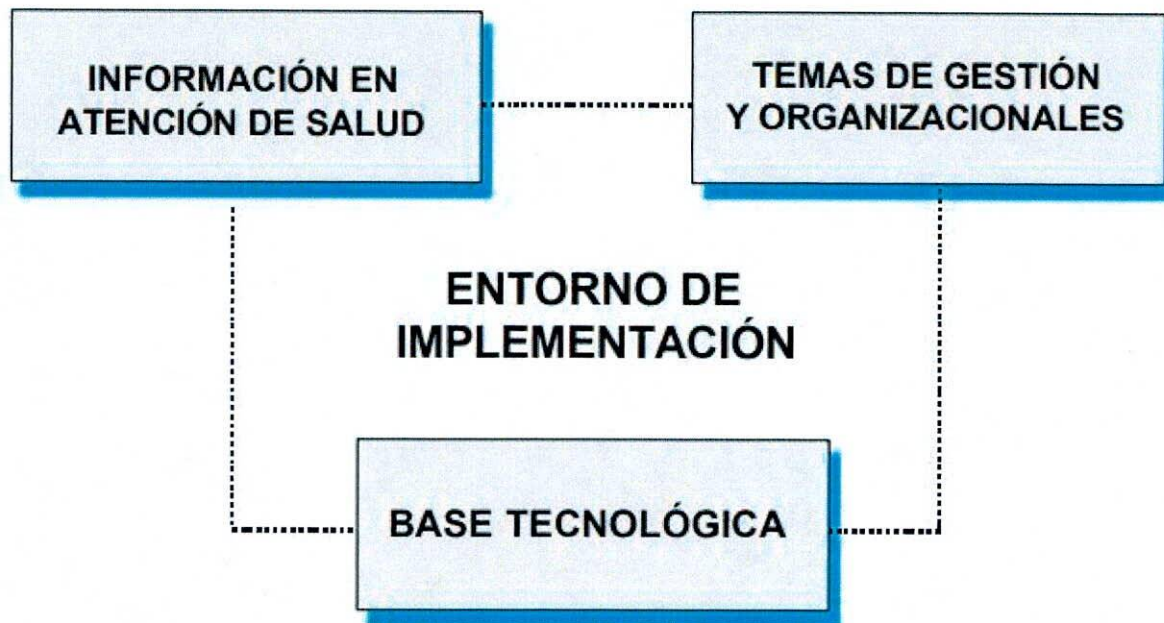 INFORMACIÓN EN
ATENCIÓN DE SALUD
TEMAS DE GESTIÓN
Y ORGANIZACIONALES
ENTORNO DE
IMPLEMENTACIÓN
BASE TECNOLÓGICA